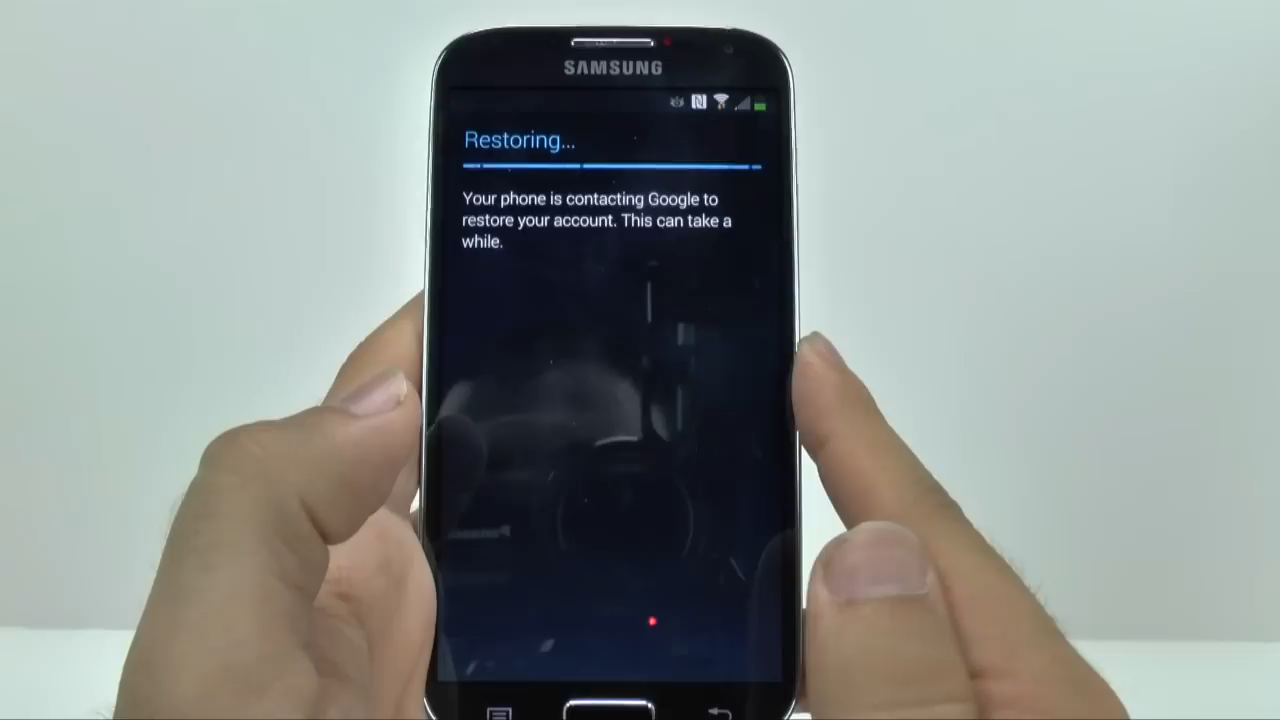 SAMSUNG
Restoring...
Your phone is contacting Google to
restore your account. This can take a
while.